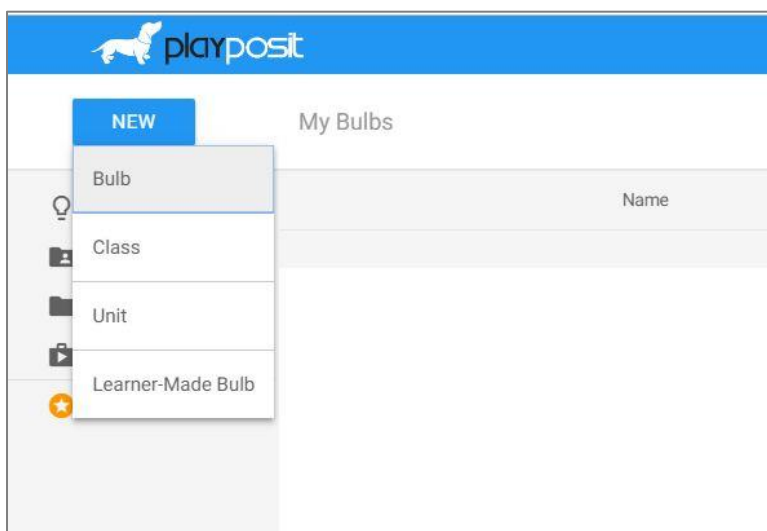 playposit
NEW
My Bulbs
Bulb
Name
Class
Unit
Learner-Made Bulb